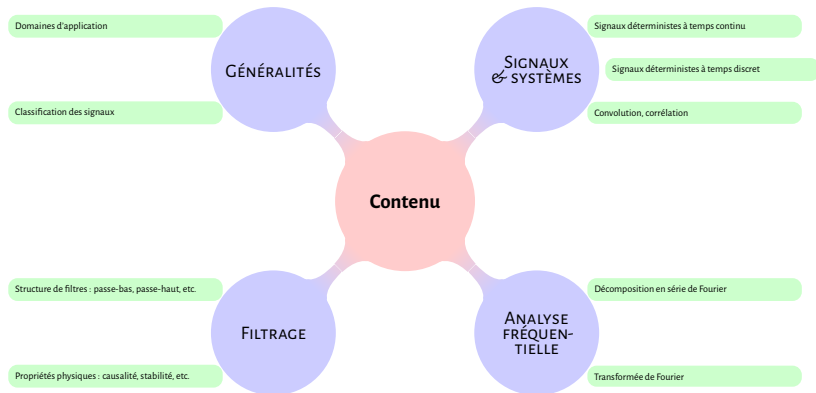 Domaines d'application
Généralités
Classification des signaux
Signaux déterministes à temps continu
Signaux
& systèmes
Signaux déterministes à temps discret
Convolution, corrélation
Contenu
Structure de filtres : passe-bas, passe-haut, etc.
Filtrage
Propriétés physiques : causalité, stabilité, etc.
Décomposition en série de Fourier
Analyse
fréquen-
tielle
Transformée de Fourier